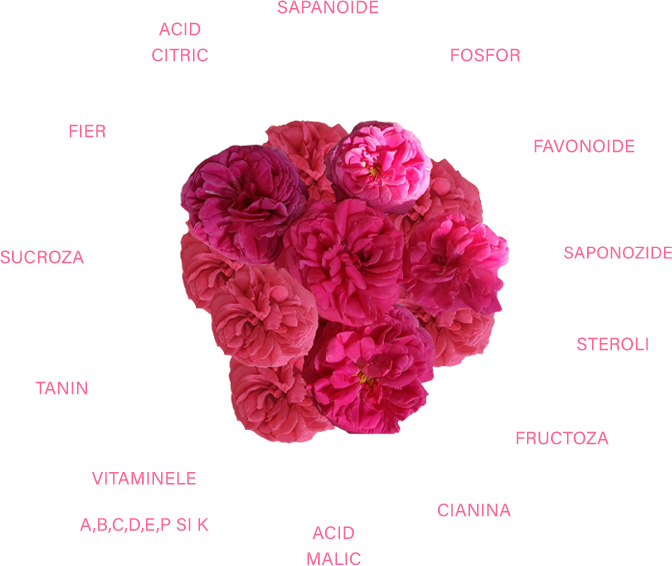 SAPANOIDE
ACID
CITRIC
FOSFOR
FIER
FAVONOIDE
SUCROZA
SAPONOZIDE
STEROLI
TANIN
FRUCTOZA
VITAMINELE
A,B,C,D,E,P SI K
CIANINA
ACID
MALIC